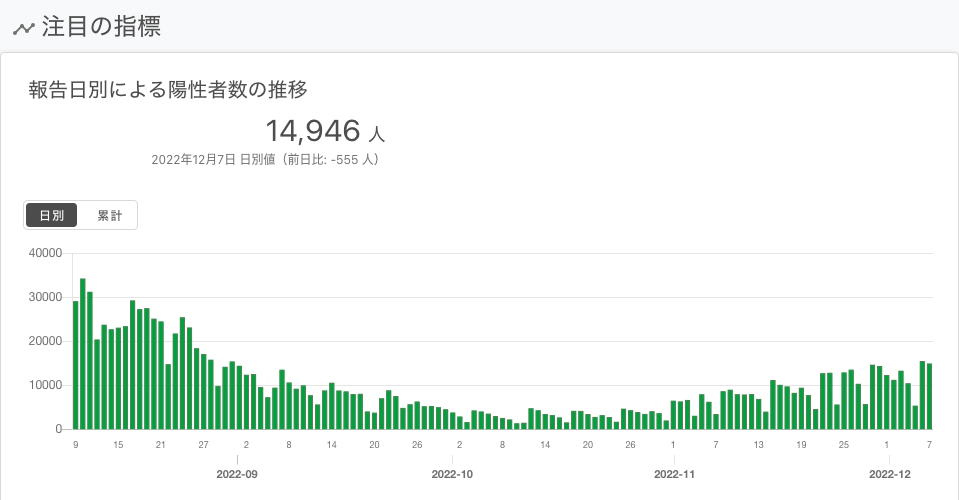 注目の指標
報告日別による陽性者数の推移
14,946 人
2022年12月7日 日別値（前日比: -555 人）
日別 累計
40000
30000
20000
10000
0
9 15 21 27 2 8 14 20 26 2 8 14 20 26 1 7 13 19 25 1 7
2022-09 2022-10 2022-11 2022-12